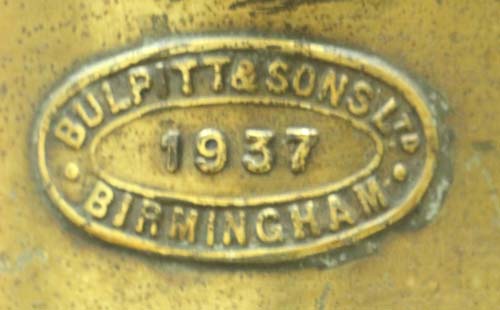 BULPITT & SONS LTD
1937
BIRMINGHAM